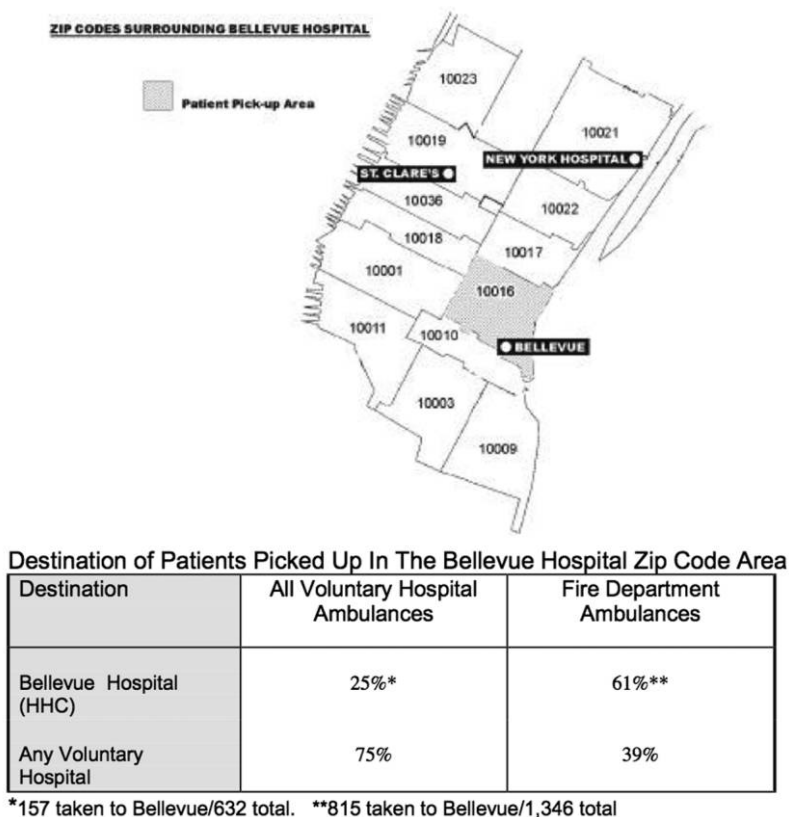 ZIP CODES SURROUNDING BELLEVUE HOSPITAL
Patient Pick-up Area
10023
10021
10019
NEW YORK HOSPITAL
ST. CLARE'S
10036
10022
10018
10017
10001
10016
10011
10010
BELLEVUE
10003
10009
Destination of Patients Picked Up In The Bellevue Hospital Zip Code Area
Destination
All Voluntary Hospital
Ambulances
Fire Department
Ambulances
Bellevue Hospital
(HHC)
25%*
61%**
Any Voluntary
Hospital
75%
39%
*157 taken to Bellevue/632 total. **815 taken to Bellevue/1,346 total